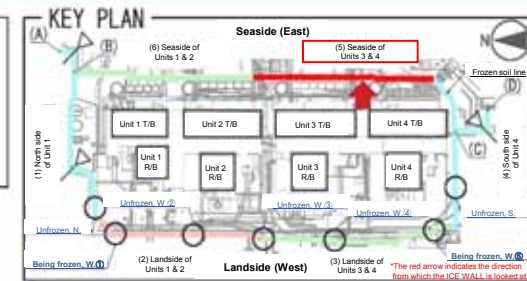 KEY PLAN
Seaside (East)
N
(A)
(B)
(6) Seaside of
Units 1 & 2
(5) Seaside of
Units 3 & 4
Frozen soil line
(D)
(1) North side
of Unit 1
Unit 1 T/B
Unit 2 T/B
Unit 3 T/B
Unit 4 T/B
(C)
(4) South side
of Unit 4
Unit 1
R/B
Unit 2
R/B
Unit 3
R/B
Unit 4
R/B
Unfrozen, W.②
Unfrozen, W.③
Unfrozen, W.④
Unfrozen, S.
Unfrozen, N.
Being frozen, W.①
(2) Landside of
Units 1 & 2
Landside (West)
(3) Landside of
Units 3 & 4
Being frozen, W.⑤
*The red arrow indicates the direction
from which the ICE WALL is looked at